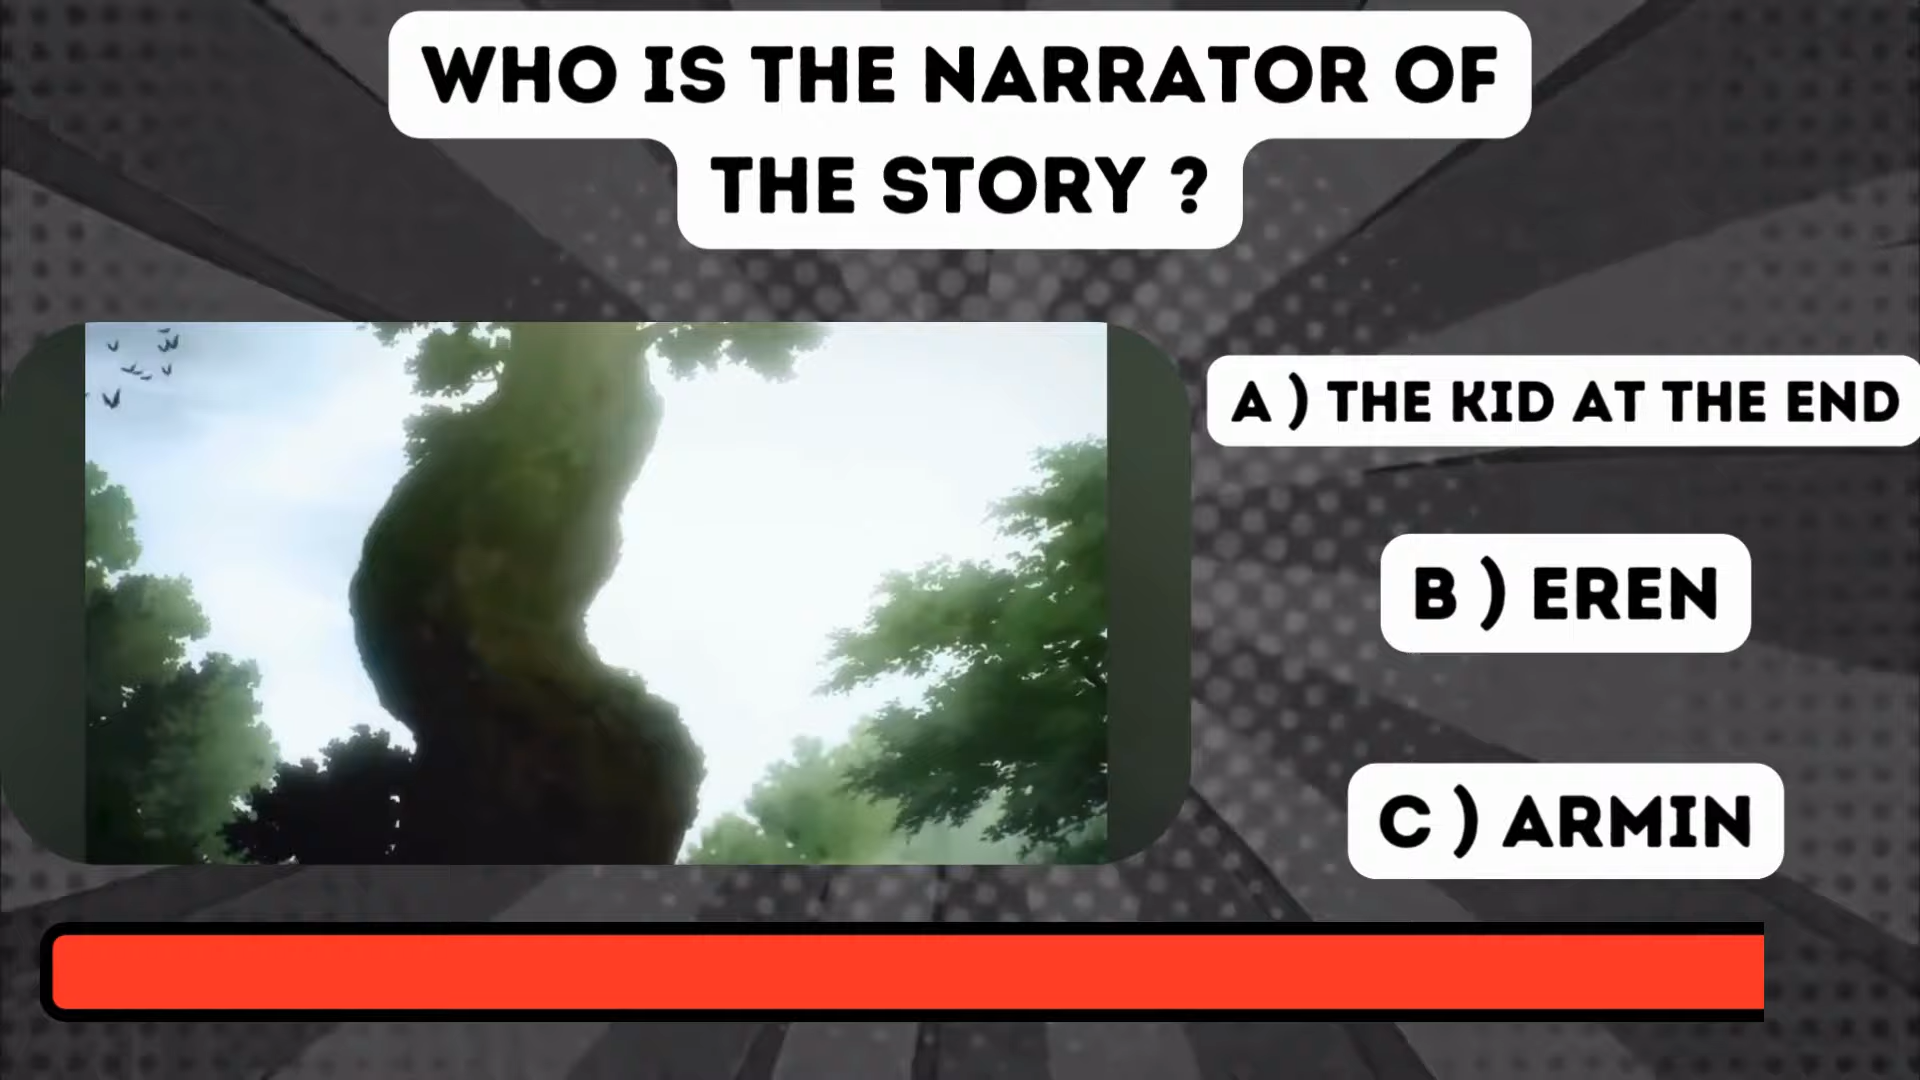 WHO IS THE NARRATOR OF
THE STORY ?
A ) THE KID AT THE END
B ) EREN
C ) ARMIN